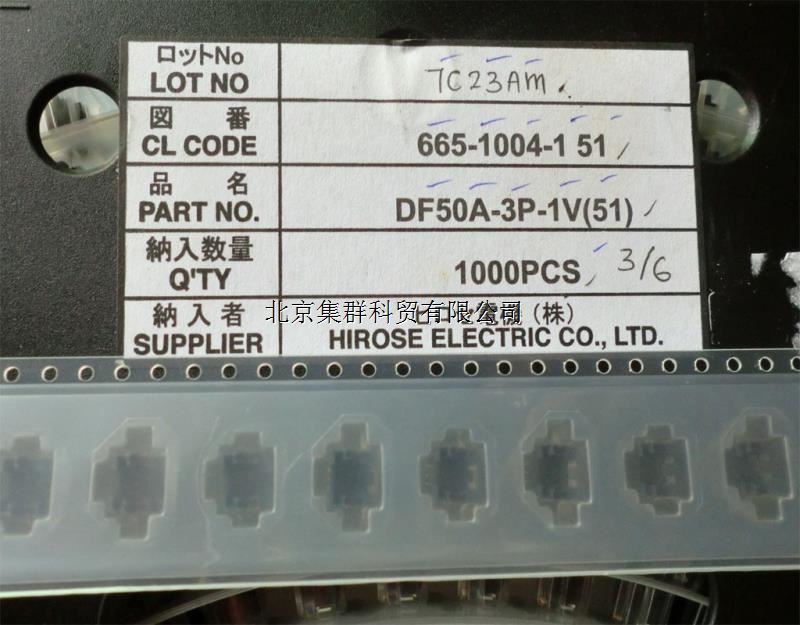 ロットNo
LOT NO 7C23AM
図 番
CL CODE 665-1004-1 51
品 名
PART NO. DF50A-3P-1V(51)
納入数量
Q'TY 1000PCS 3/6
納入者 北京集群科贸有限公司 (株)
SUPPLIER HIROSE ELECTRIC CO., LTD.